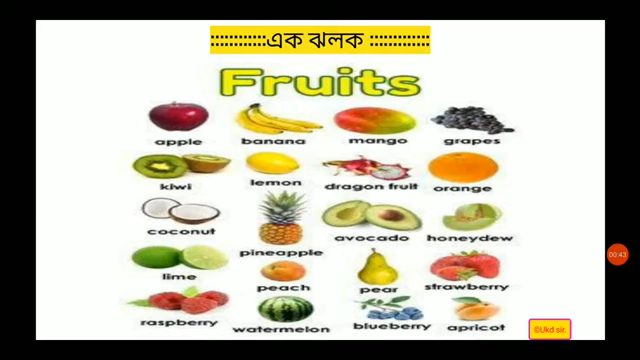 ::::::::::::এক ঝলক :::::::::::::
Fruits
apple banana mango grapes
kiwi lemon dragon fruit orange
coconut pineapple avocado honeydew
lime peach pear strawberry
raspberry watermelon blueberry apricot
©Ukd sir.
00:43